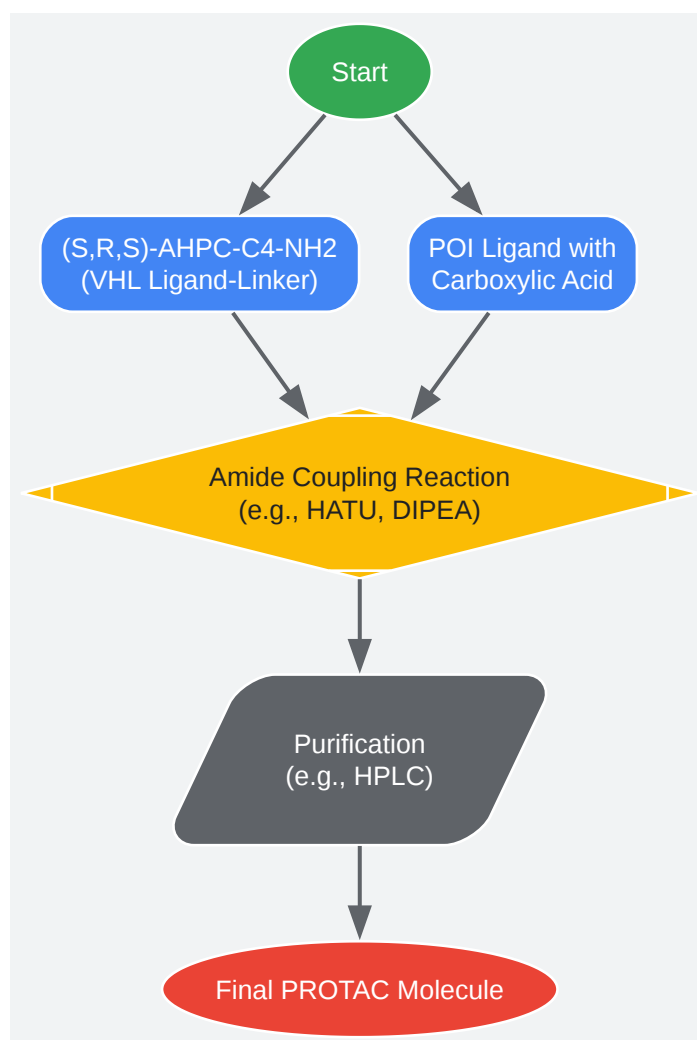 Start
(S,R,S)-AHPC-C4-NH2
(VHL Ligand-Linker)
POI Ligand with
Carboxylic Acid
Amide Coupling Reaction
(e.g., HATU, DIPEA)
Purification
(e.g., HPLC)
Final PROTAC Molecule